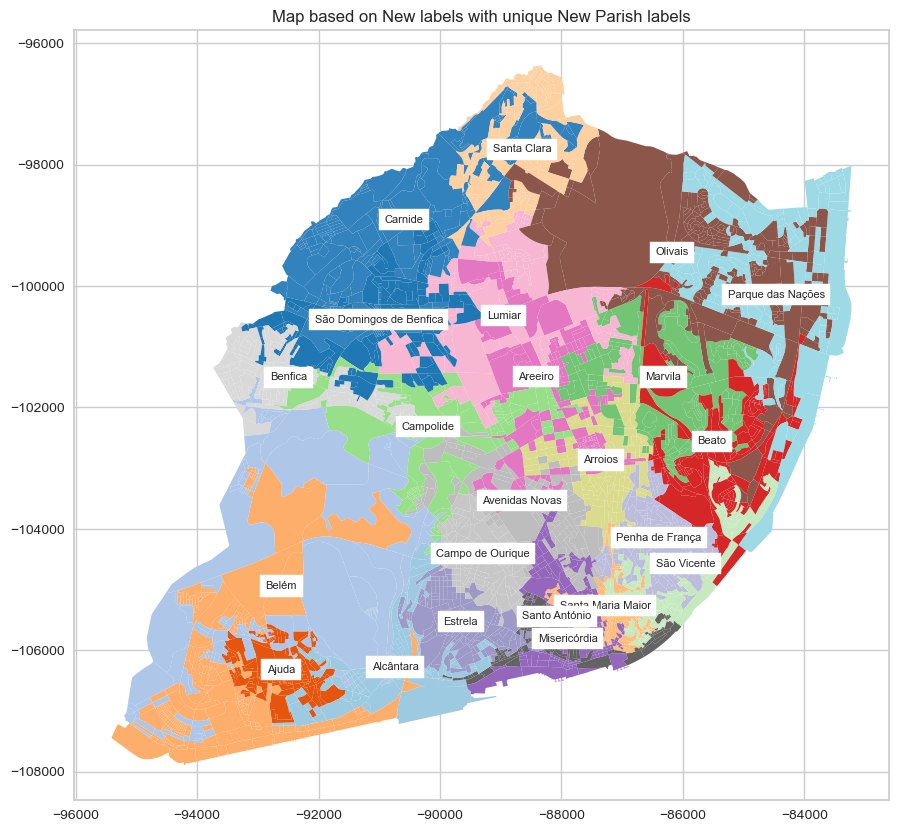 Map based on New labels with unique New Parish labels
−96000
−98000
−100000
−102000
−104000
−106000
−108000
Santa Clara
Carnide
Olivais
Parque das Nações
São Domingos de Benfica
Lumiar
Benfica
Areeiro
Marvila
Campolide
Beato
Arroios
Avenidas Novas
Penha de França
Campo de Ourique
São Vicente
Belém
Santa Maria Maior
Santo António
Estrela
Misericórdia
Alcântara
Ajuda
−96000
−94000
−92000
−90000
−88000
−86000
−84000